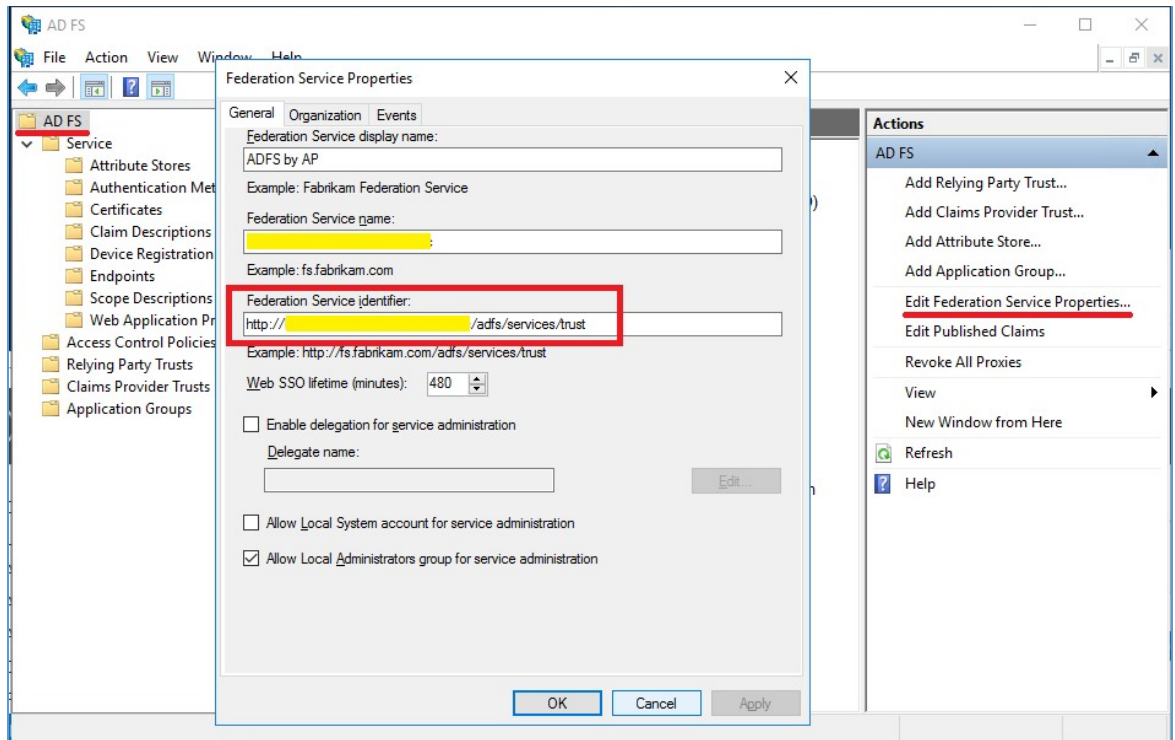 AD FS
File Action View Window Help
AD FS
Service
Attribute Stores
Authentication Met
Certificates
Claim Descriptions
Device Registration
Endpoints
Scope Descriptions
Web Application Pr
Access Control Policies
Relying Party Trusts
Claims Provider Trusts
Application Groups
Federation Service Properties
General Organization Events
Federation Service display name:
ADFS by AP
Example: Fabrikam Federation Service
Federation Service name:
Example: fs.fabrikam.com
Federation Service identifier:
http:// /adfs/services/trust
Example: http://fs.fabrikam.com/adfs/services/trust
Web SSO lifetime (minutes): 480
Enable delegation for service administration
Delegate name:
Edit...
Allow Local System account for service administration
Allow Local Administrators group for service administration
OK Cancel Apply
Actions
AD FS
Add Relying Party Trust...
Add Claims Provider Trust...
Add Attribute Store...
Add Application Group...
Edit Federation Service Properties...
Edit Published Claims
Revoke All Proxies
View
New Window from Here
Refresh
Help